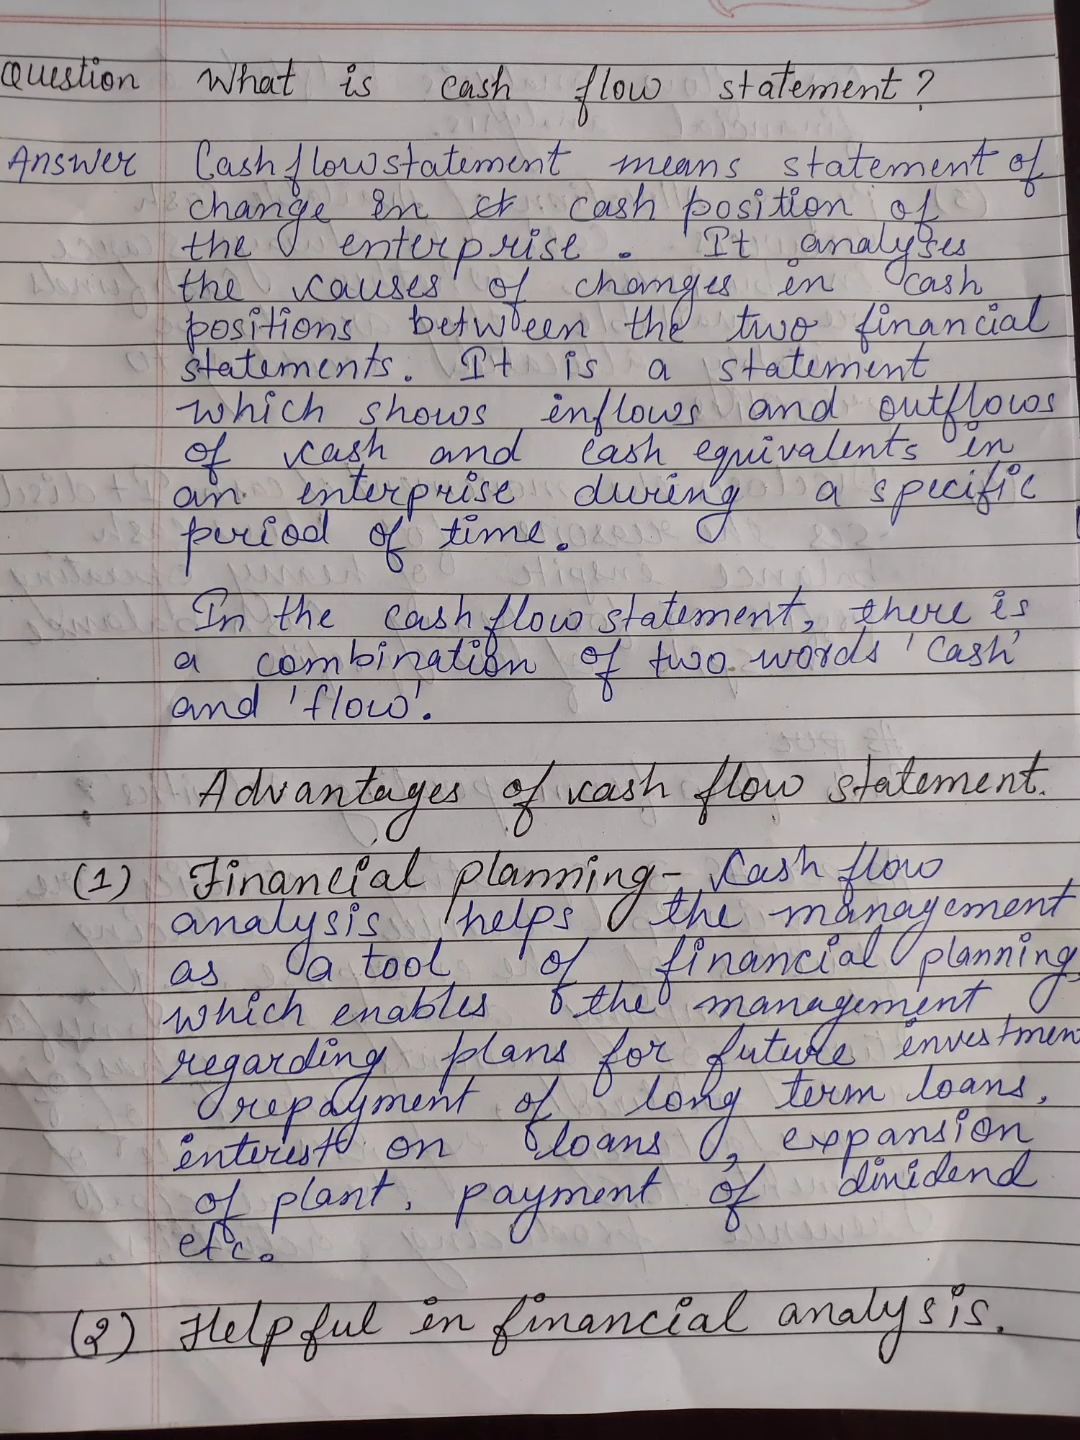 Question What is cash flow statement?
Answer Cash flow statement means statement of
change in cash position of
the enterprise. It analyses
the causes of changes in cash
positions between the two financial
statements. It is a statement
which shows inflows and outflows
of cash and cash equivalents in
an enterprise during a specific
period of time.
In the cash flow statement, there is
a combination of two words 'Cash'
and 'flow'.
Advantages of cash flow statement.
(1) Financial planning- Cash flow
analysis helps the management
as a tool of financial planning,
which enables the management
regarding plans for future investmen
repayment of long term loans,
interest on loans, expansion
of plant, payment of dividend
etc.
(2) Helpful in financial analysis.